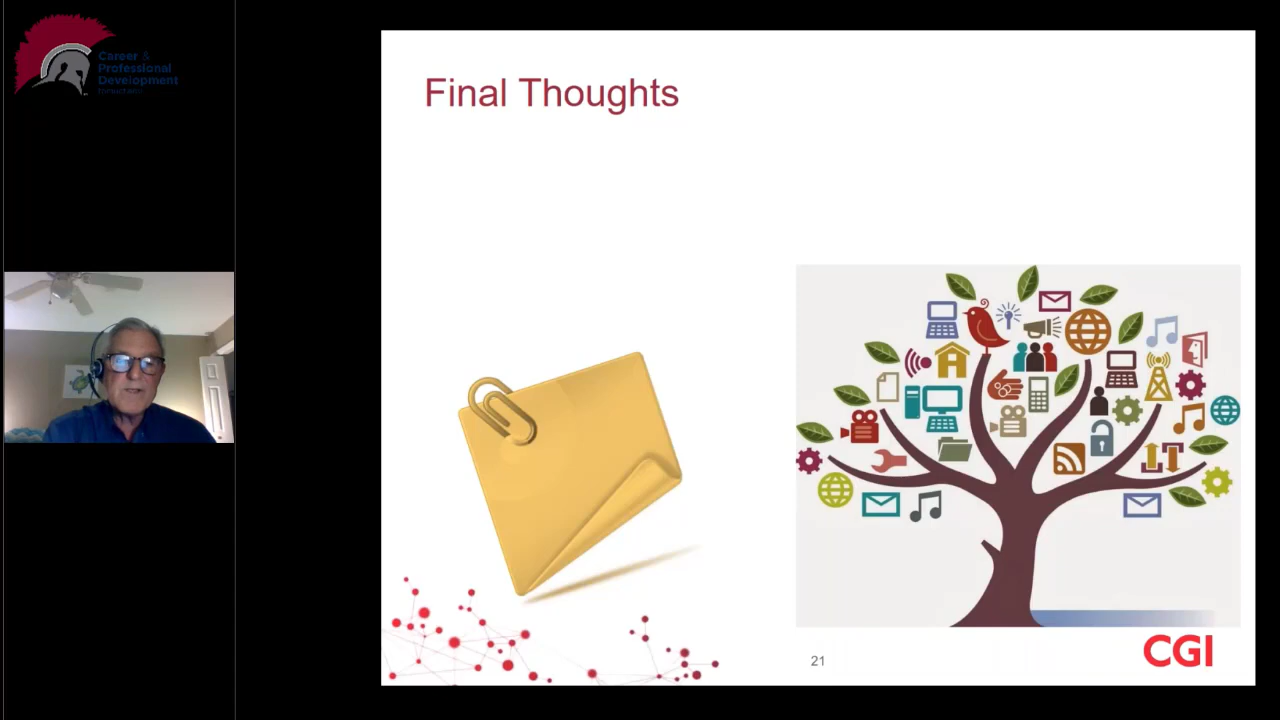 Career &
Professional
Development
Final Thoughts
21
CGI